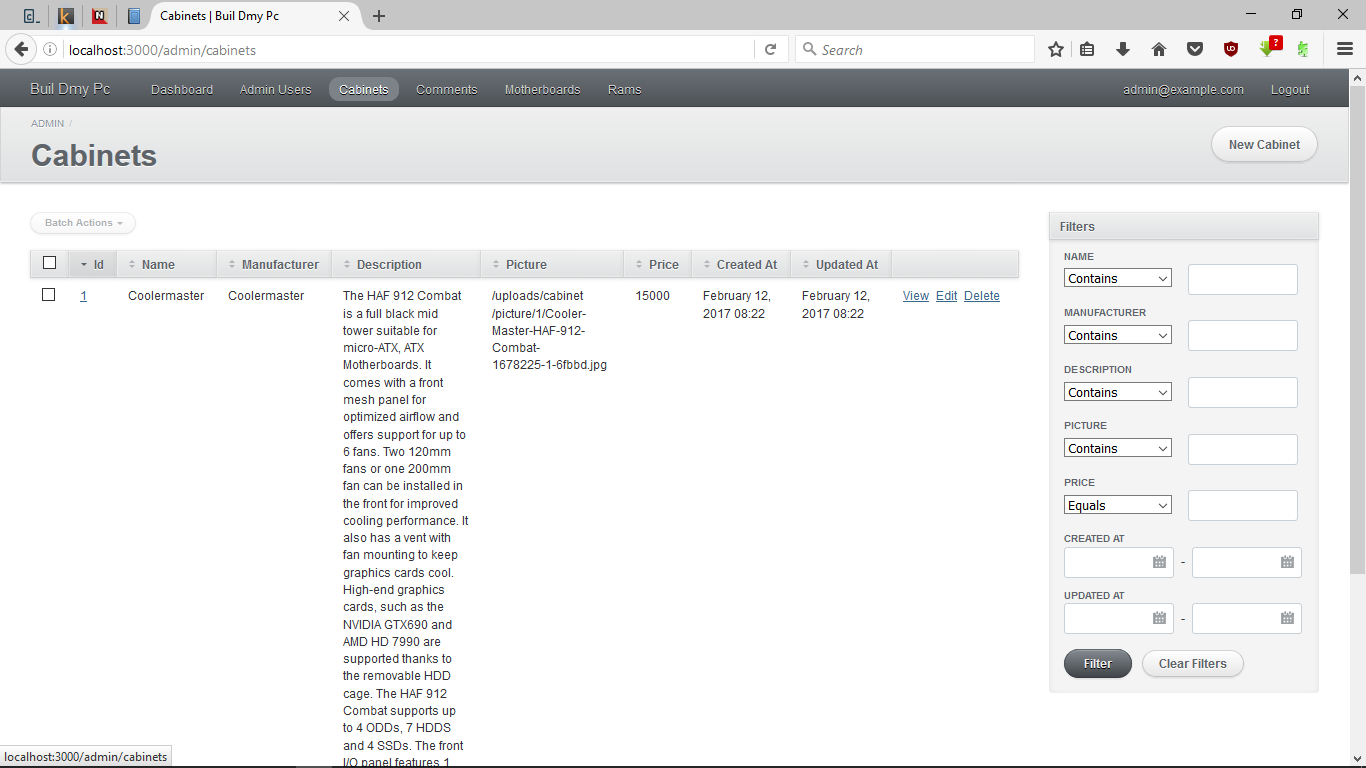 Cabinets | Buil Dmy Pc
localhost:3000/admin/cabinets
Search
Buil Dmy Pc
Dashboard
Admin Users
Cabinets
Comments
Motherboards
Rams
admin@example.com
Logout
ADMIN /
Cabinets
New Cabinet
Batch Actions
Id
Name
Manufacturer
Description
Picture
Price
Created At
Updated At
1
Coolermaster
Coolermaster
The HAF 912 Combat
is a full black mid
tower suitable for
micro-ATX, ATX
Motherboards. It
comes with a front
mesh panel for
optimized airflow and
offers support for up to
6 fans. Two 120mm
fans or one 200mm
fan can be installed in
the front for improved
cooling performance. It
also has a vent with
fan mounting to keep
graphics cards cool.
High-end graphics
cards, such as the
NVIDIA GTX690 and
AMD HD 7990 are
supported thanks to
the removable HDD
cage. The HAF 912
Combat supports up
to 4 ODDs, 7 HDDS
and 4 SSDs. The front
I/O panel features 1
/uploads/cabinet
/picture/1/Cooler-
Master-HAF-912-
Combat-
1678225-1-6fbbd.jpg
15000
February 12,
2017 08:22
February 12,
2017 08:22
View Edit Delete
Filters
NAME
Contains
MANUFACTURER
Contains
DESCRIPTION
Contains
PICTURE
Contains
PRICE
Equals
CREATED AT
-
UPDATED AT
-
Filter
Clear Filters
localhost:3000/admin/cabinets